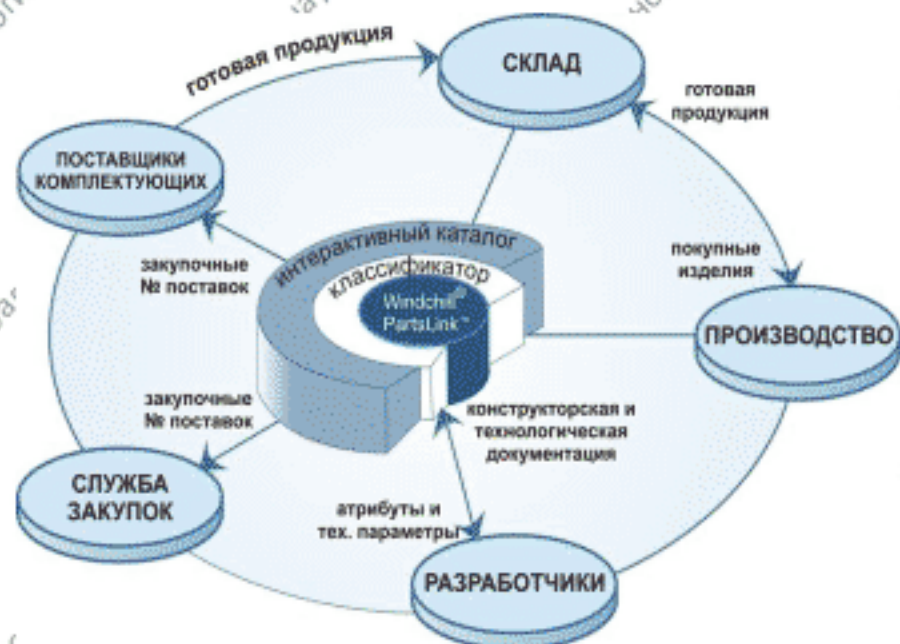 готовая продукция
СКЛАД
готовая
продукция
ПОСТАВЩИКИ
КОМПЛЕКТУЮЩИХ
закупочные
№ поставок
интерактивный каталог
классификатор
Windchill®
PartsLink™
покупные
изделия
ПРОИЗВОДСТВО
закупочные
№ поставок
конструкторская и
технологическая
документация
СЛУЖБА
ЗАКУПОК
атрибуты и
тех. параметры
РАЗРАБОТЧИКИ